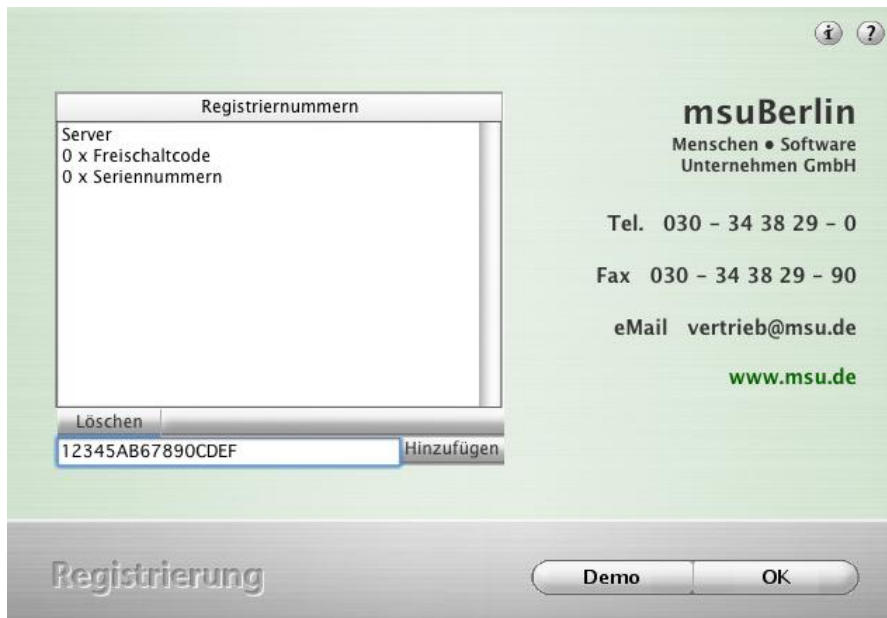 i ?
Registriernummern
Server
0 x Freischaltcode
0 x Seriennummern
Löschen
12345AB67890CDEF
Hinzufügen
msuBerlin
Menschen • Software
Unternehmen GmbH
Tel. 030 – 34 38 29 – 0
Fax 030 – 34 38 29 – 90
eMail vertrieb@msu.de
www.msu.de
Registrierung
Demo
OK